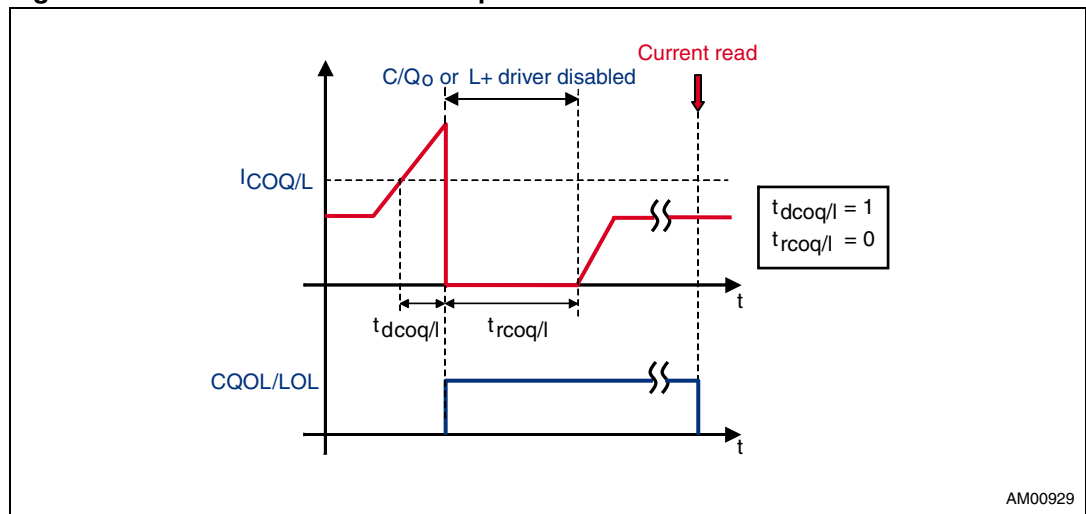 Current read
C/Qo or L+ driver disabled
ICOQ/L
tdcoq/l = 1
trcoq/l = 0
t
tdcoq/l
trcoq/l
CQOL/LOL
t
AM00929